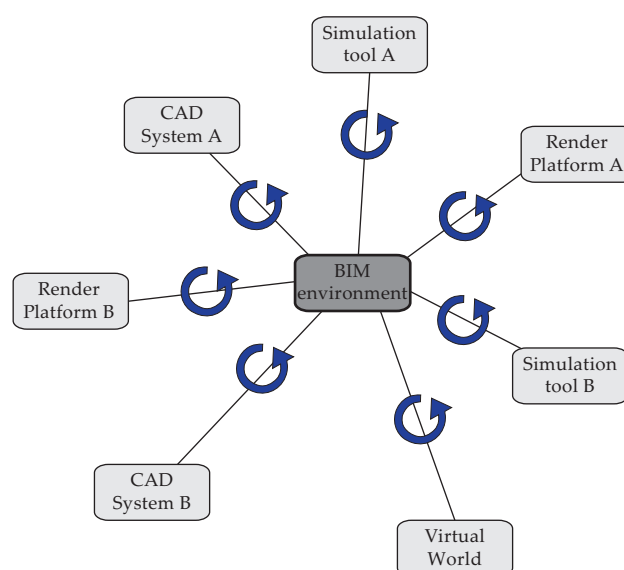 Simulation
tool A
CAD
System A
Render
Platform A
BIM
environment
Render
Platform B
Simulation
tool B
CAD
System B
Virtual
World